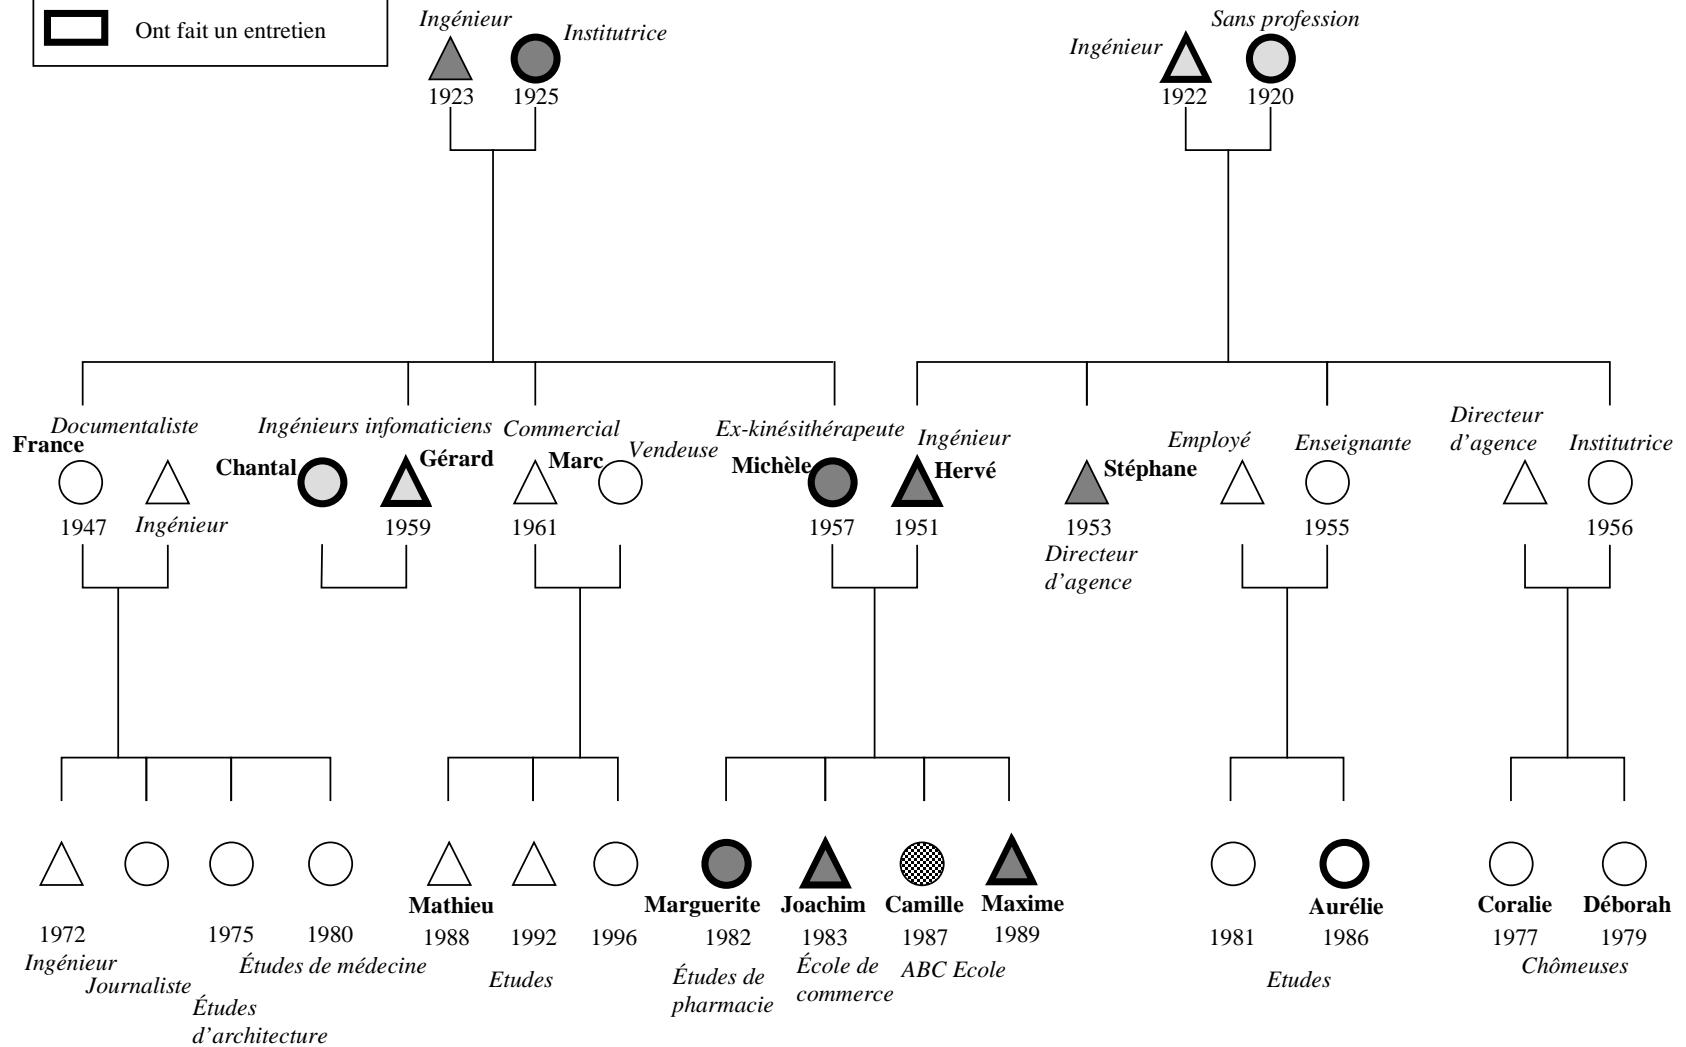 Ont fait un entretien
Ingénieur
Institutrice
1923
1925
Sans profession
Ingénieur
1922
1920
Documentaliste
France
1947
Ingénieur
Ingénieurs infomaticiens
Chantal
Gérard
1959
Commercial
Marc
Vendeuse
1961
Ex-kinésithérapeute
Michèle
1957
Ingénieur
Hervé
1951
Stéphane
1953
Directeur
d’agence
Employé
Enseignante
1955
Directeur
d’agence
Institutrice
1956
1972
Ingénieur
Journaliste
1975
Études
d’architecture
1980
Études de médecine
Mathieu
1988
1992
1996
Etudes
Marguerite
1982
Études de
pharmacie
Joachim
1983
École de
commerce
Camille
1987
ABC Ecole
Maxime
1989
1981
Aurélie
1986
Etudes
Coralie
1977
Déborah
1979
Chômeuses